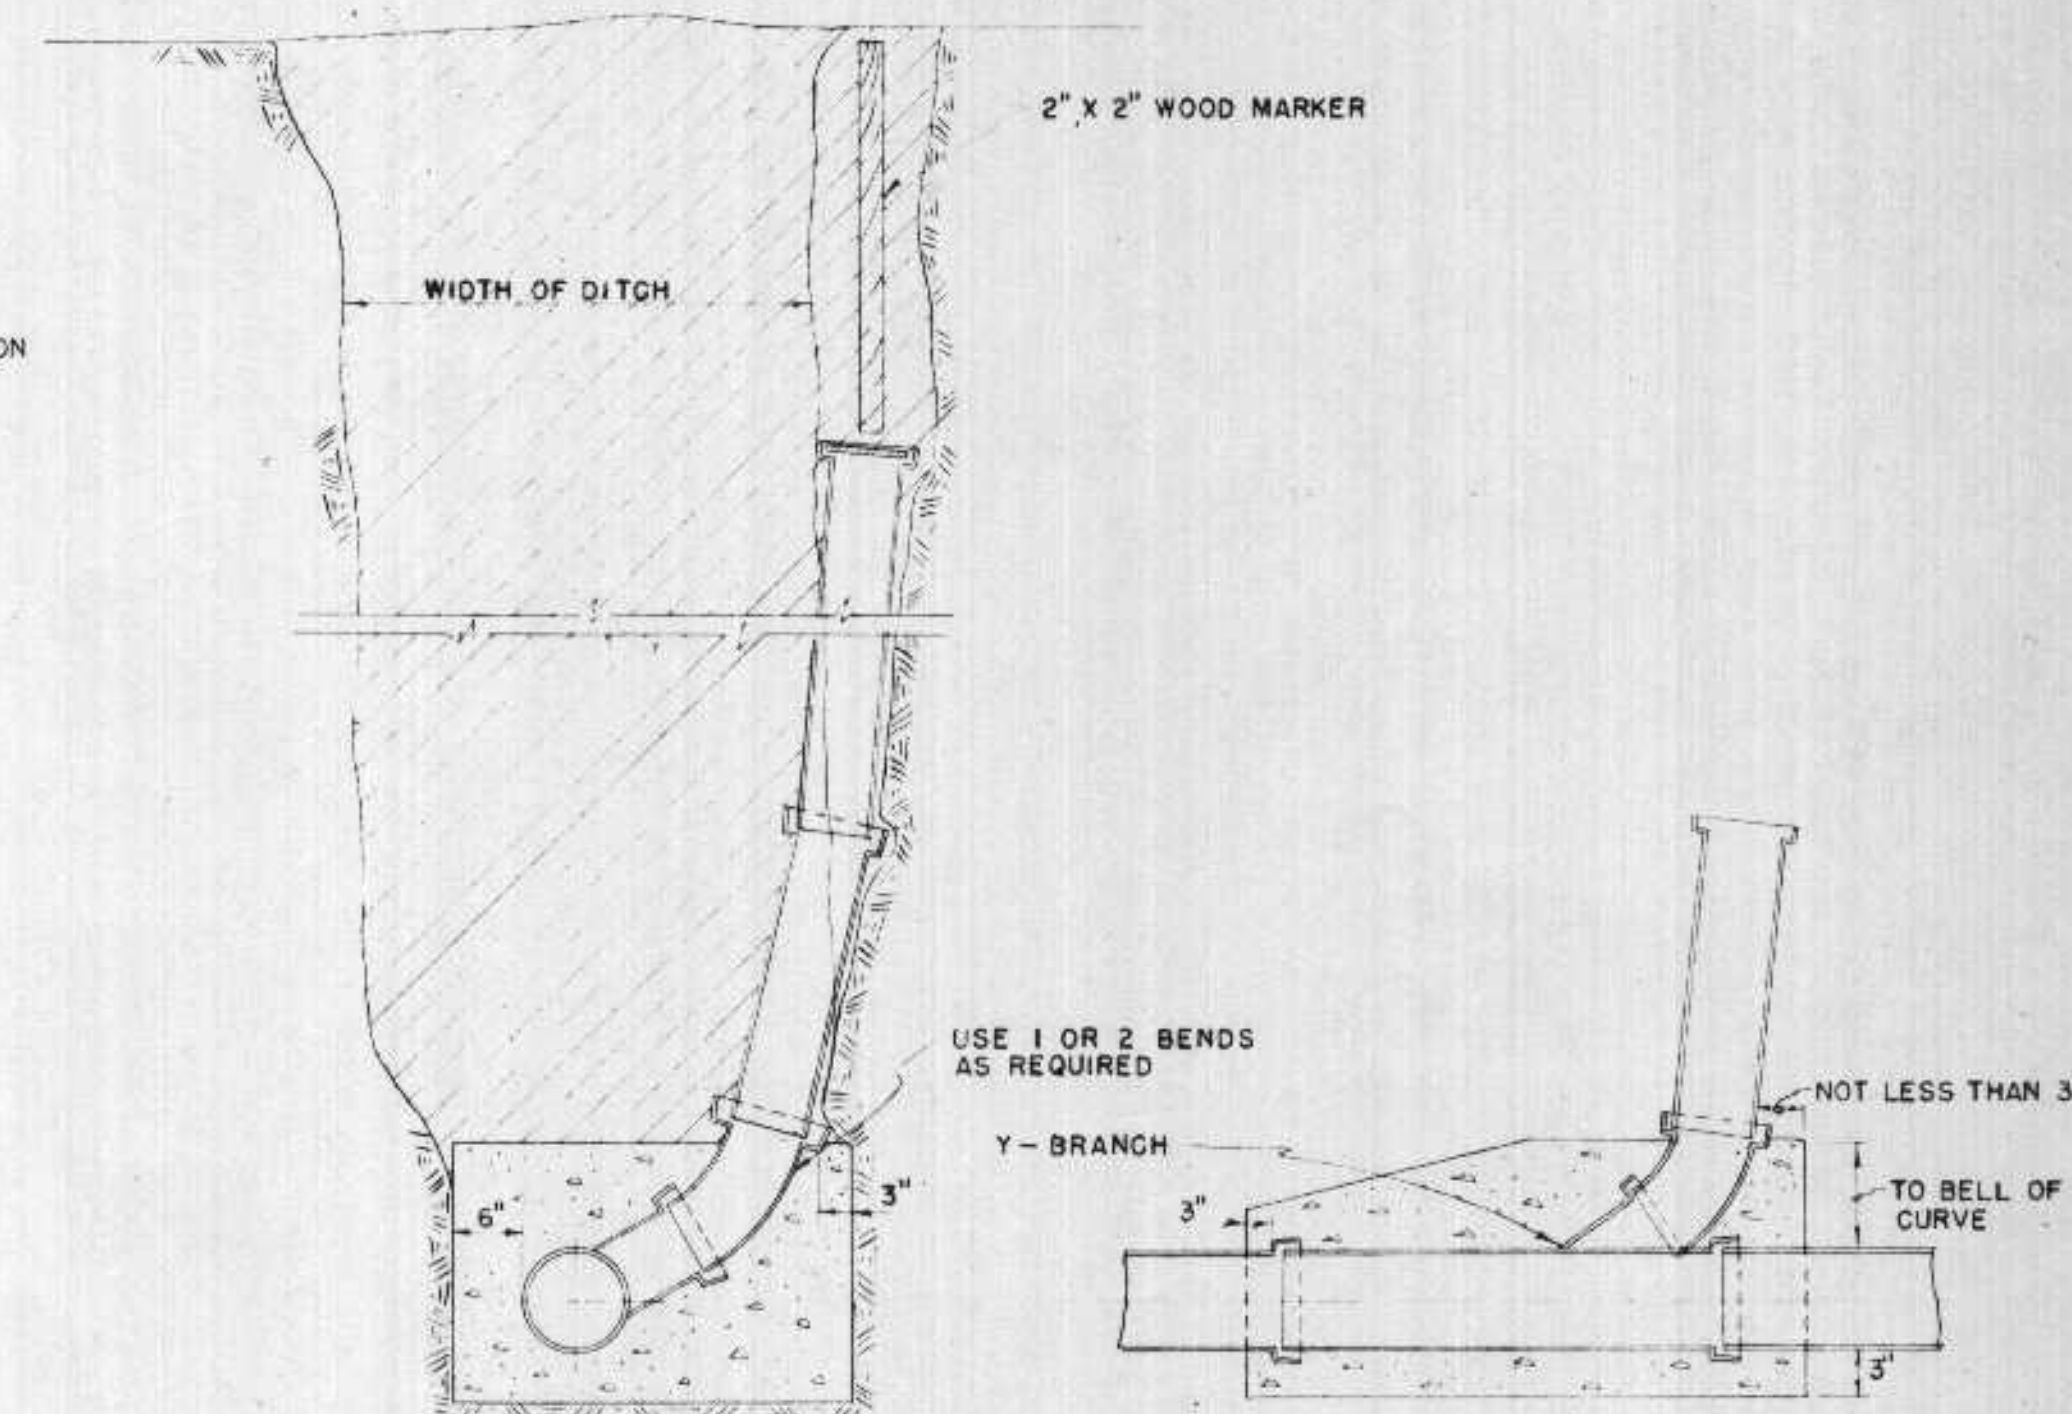 2" X 2" WOOD MARKER
WIDTH OF DITCH
ON
USE 1 OR 2 BENDS
AS REQUIRED
Y-BRANCH
NOT LESS THAN 3
3"
6"
3"
TO BELL OF
CURVE
3"